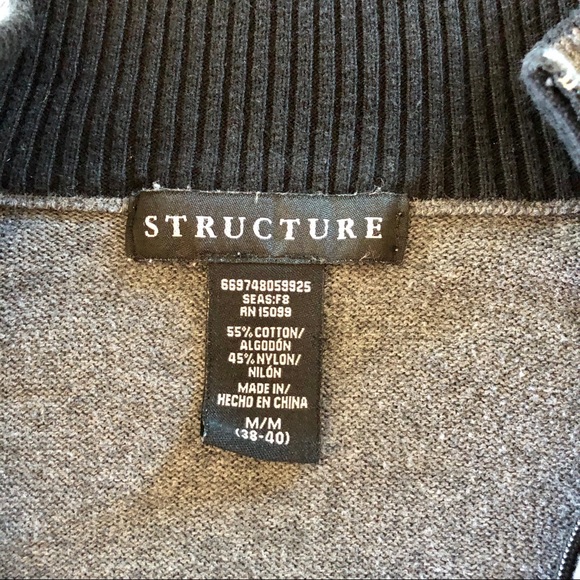 STRUCTURE
669748059925
SEAS:F8
RN 15099
55% COTTON/
ALGODÓN
45% NYLON/
NILÓN
MADE IN/
HECHO EN CHINA
M/M
(38-40)